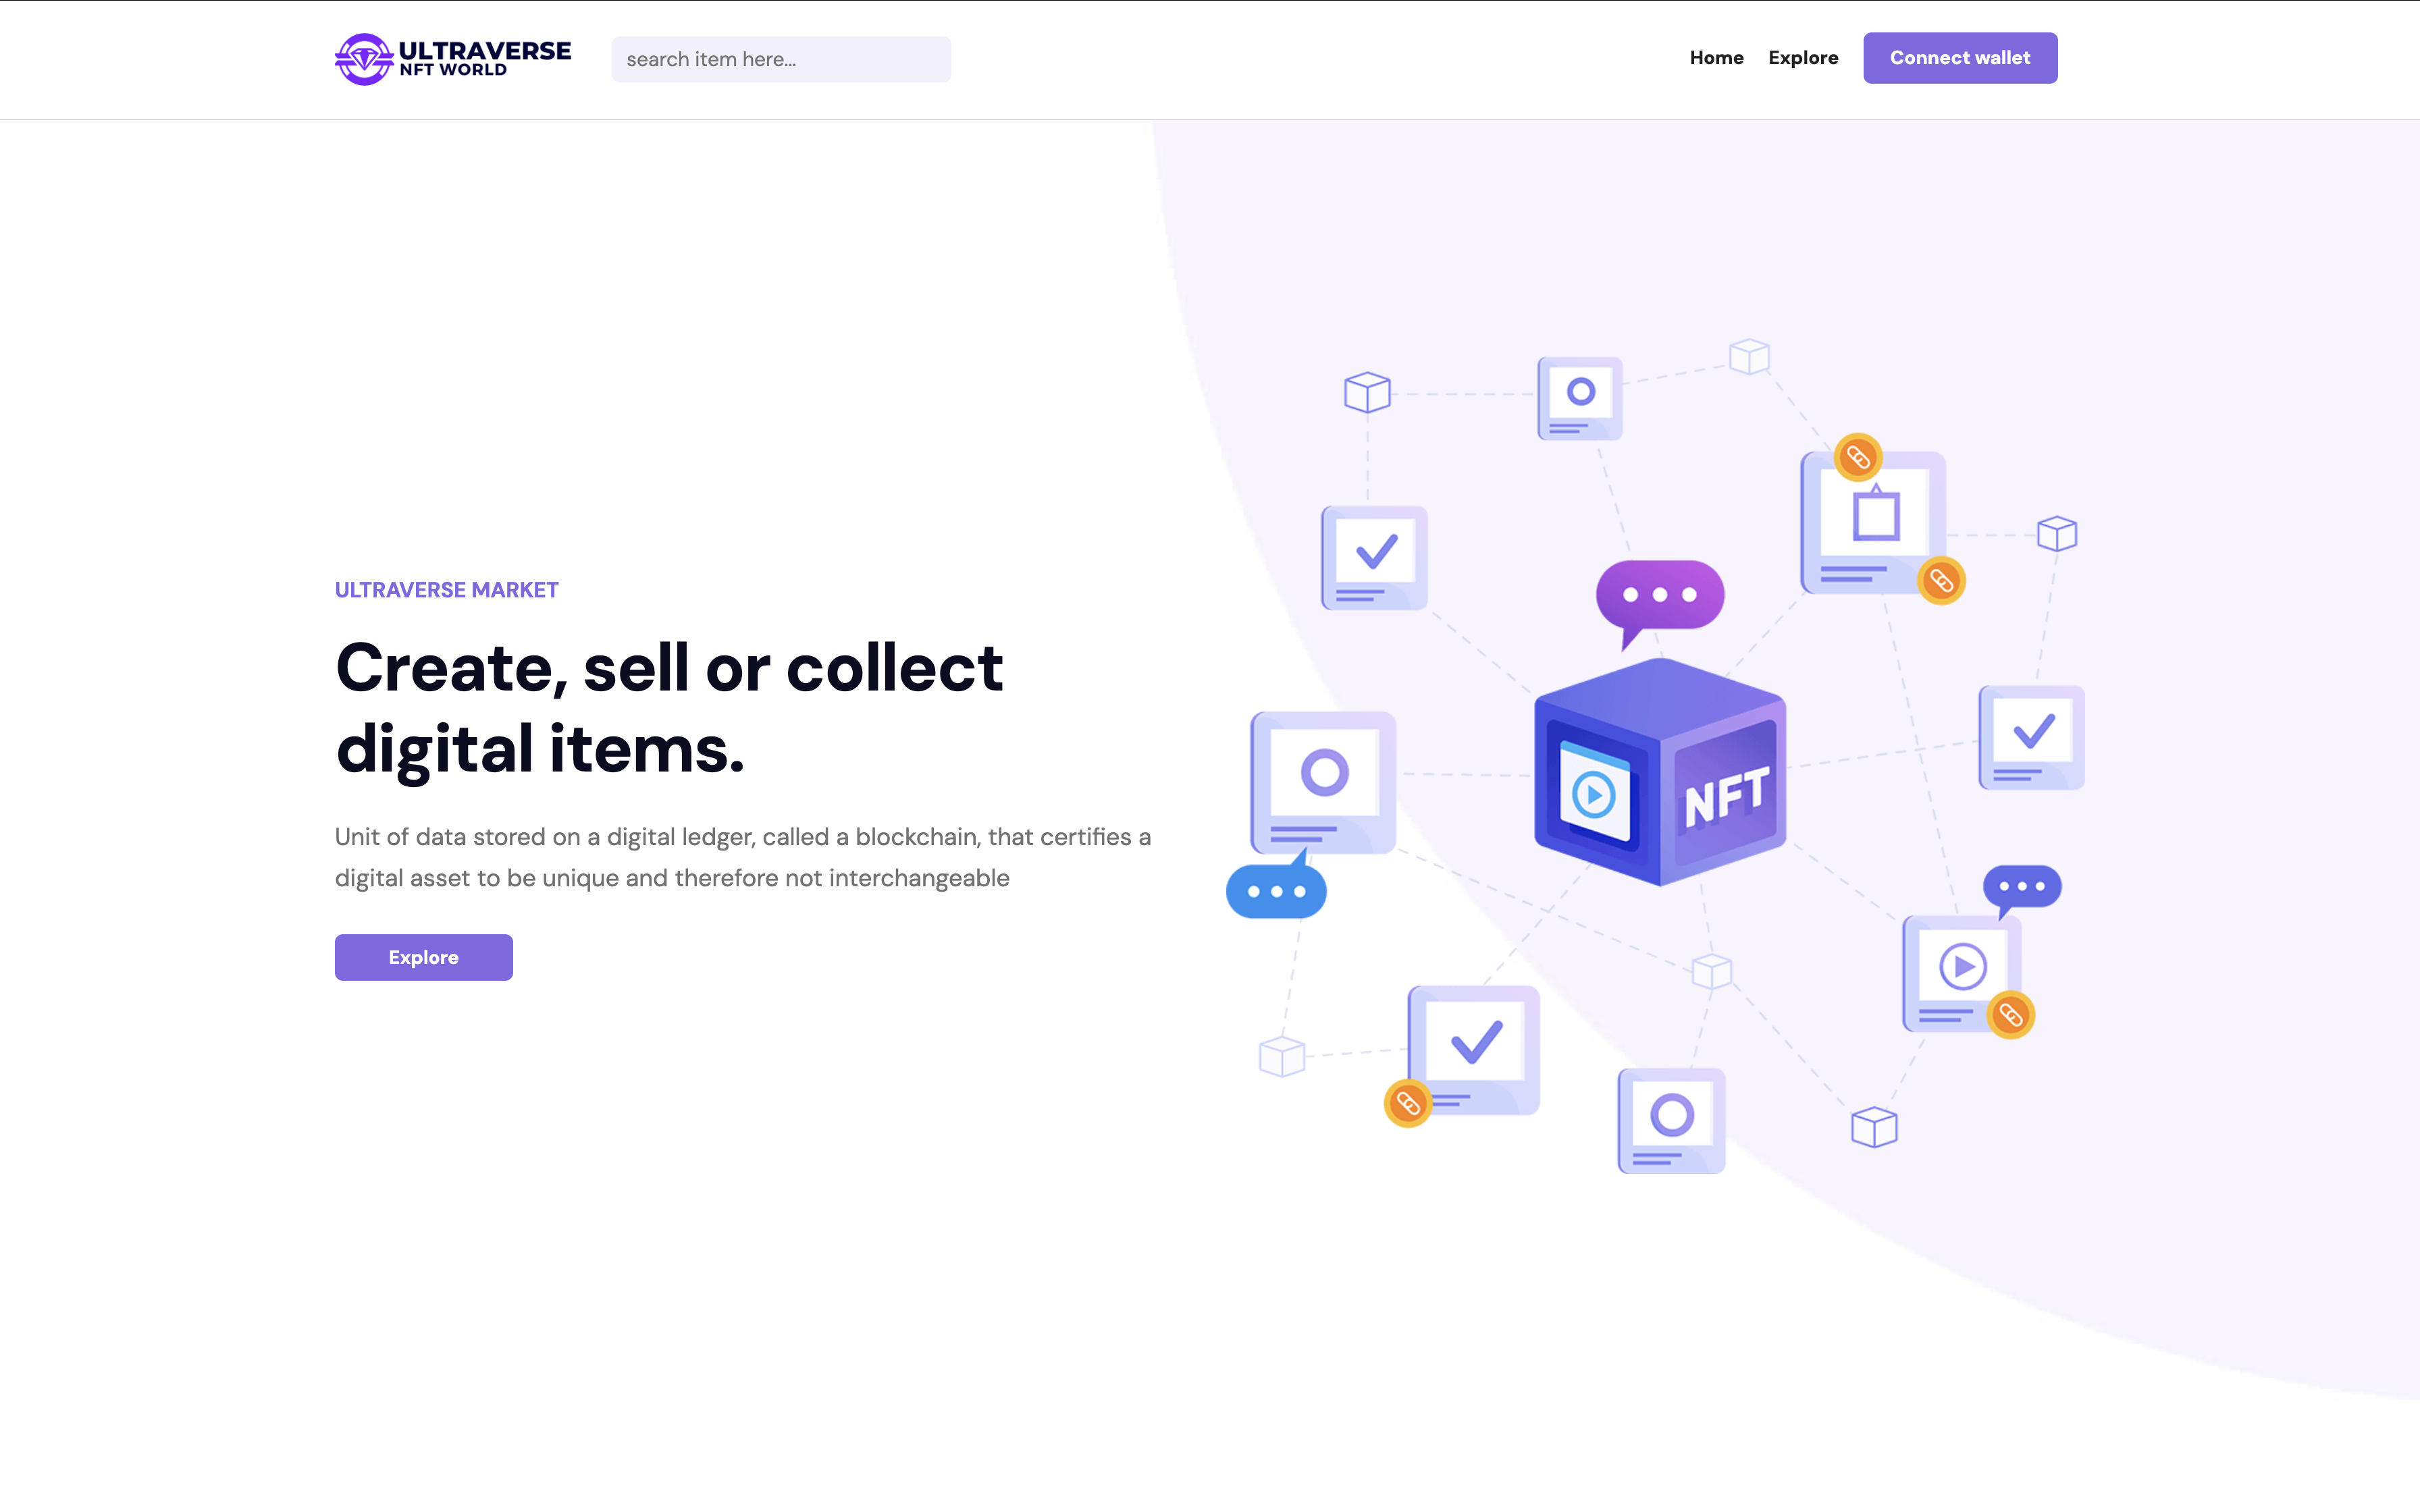 ULTRAVERSE
NFT WORLD
search item here...
Home
Explore
Connect wallet
ULTRAVERSE MARKET
Create, sell or collect
digital items.
Unit of data stored on a digital ledger, called a blockchain, that certifies a
digital asset to be unique and therefore not interchangeable
Explore
NFT